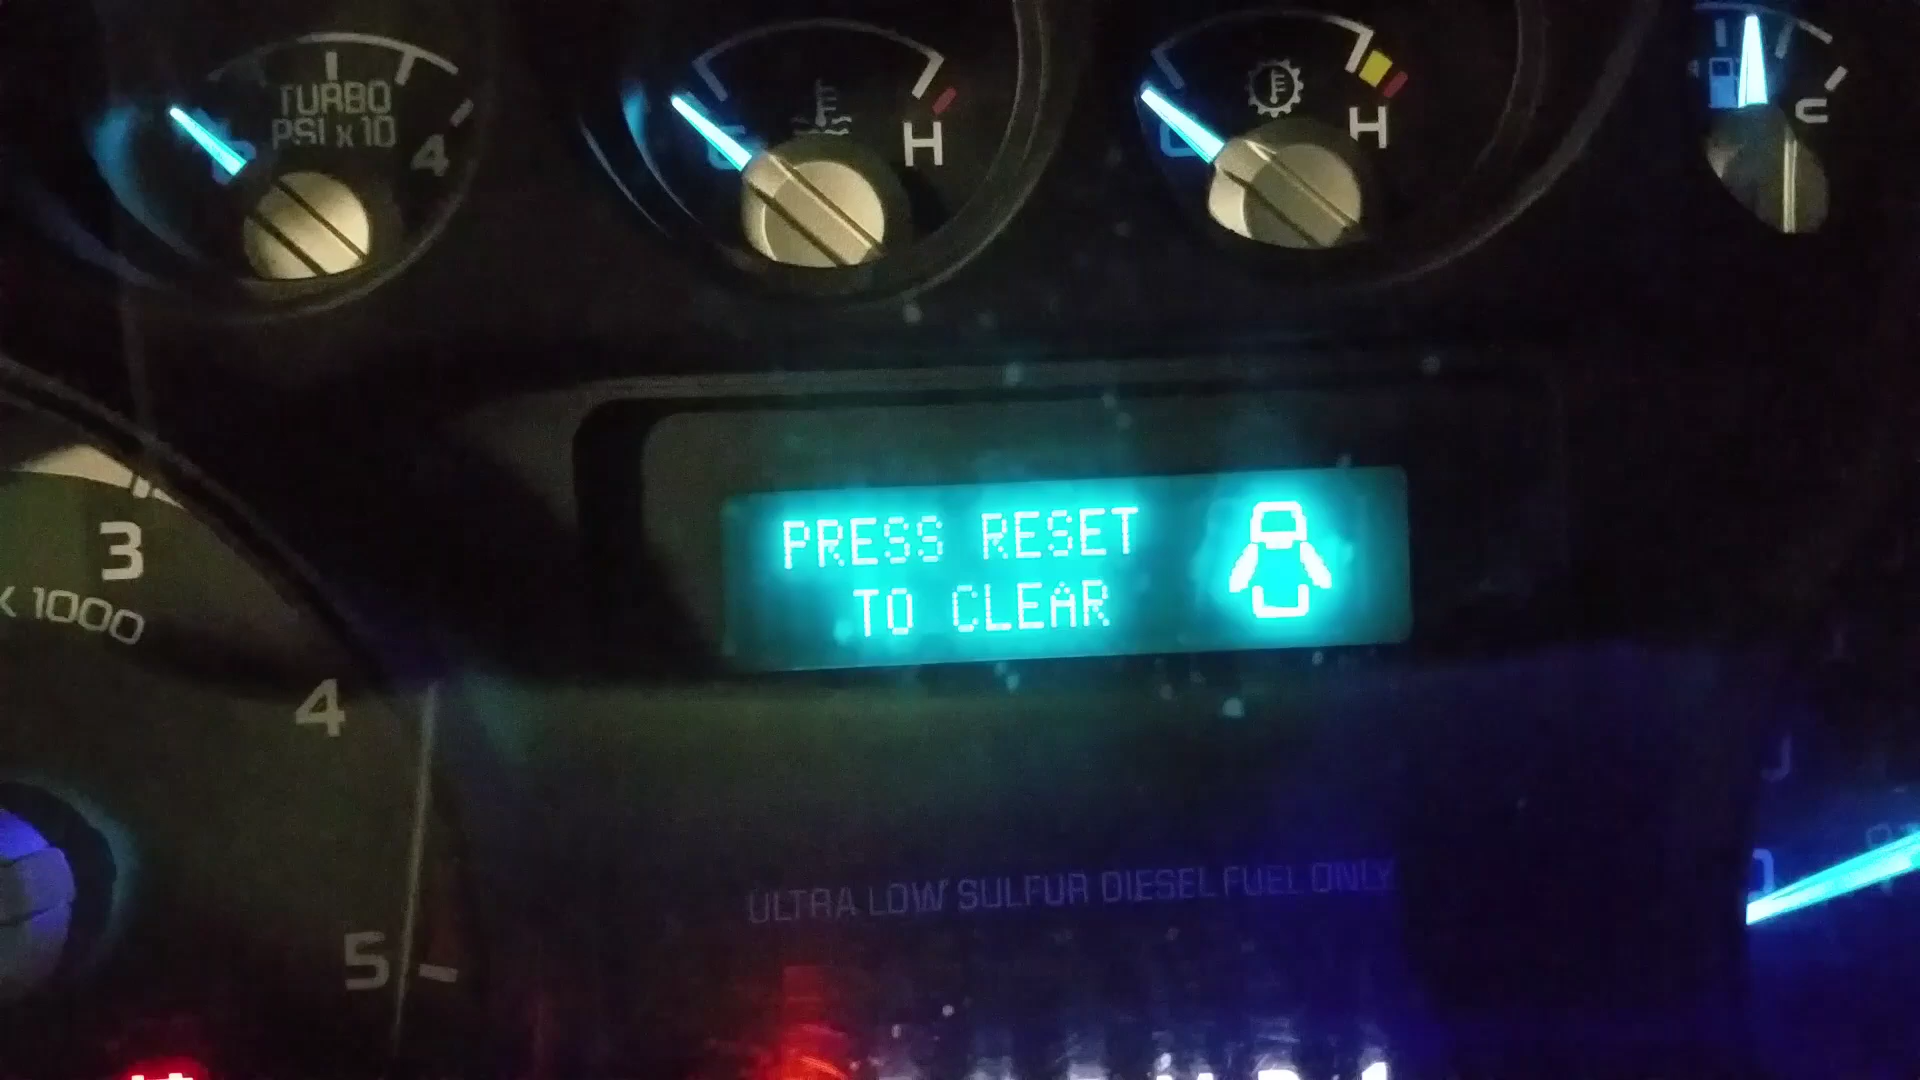 TURBO
PSI x 10
4
C
H
C
H
3
x 1000
PRESS RESET
TO CLEAR
4
ULTRA LOW SULFUR DIESEL FUEL ONLY
5